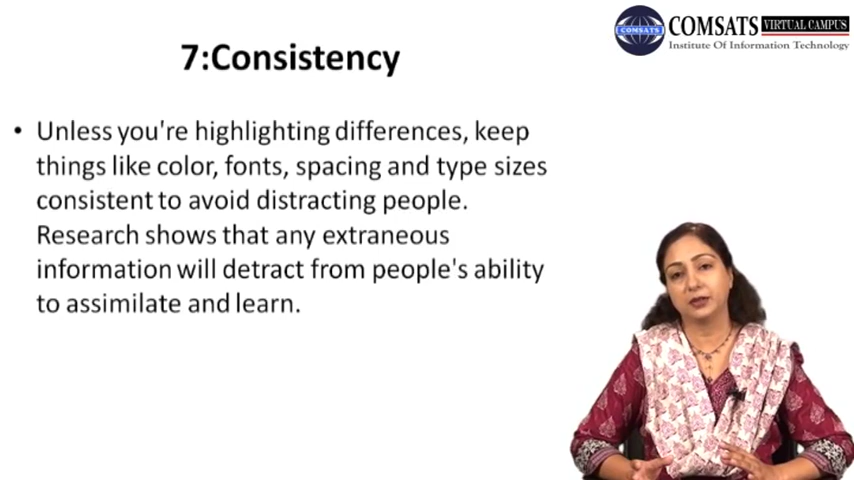 COMSATS VIRTUAL CAMPUS
COMSATS
Institute Of Information Technology
7:Consistency
• Unless you're highlighting differences, keep
things like color, fonts, spacing and type sizes
consistent to avoid distracting people.
Research shows that any extraneous
information will detract from people's ability
to assimilate and learn.